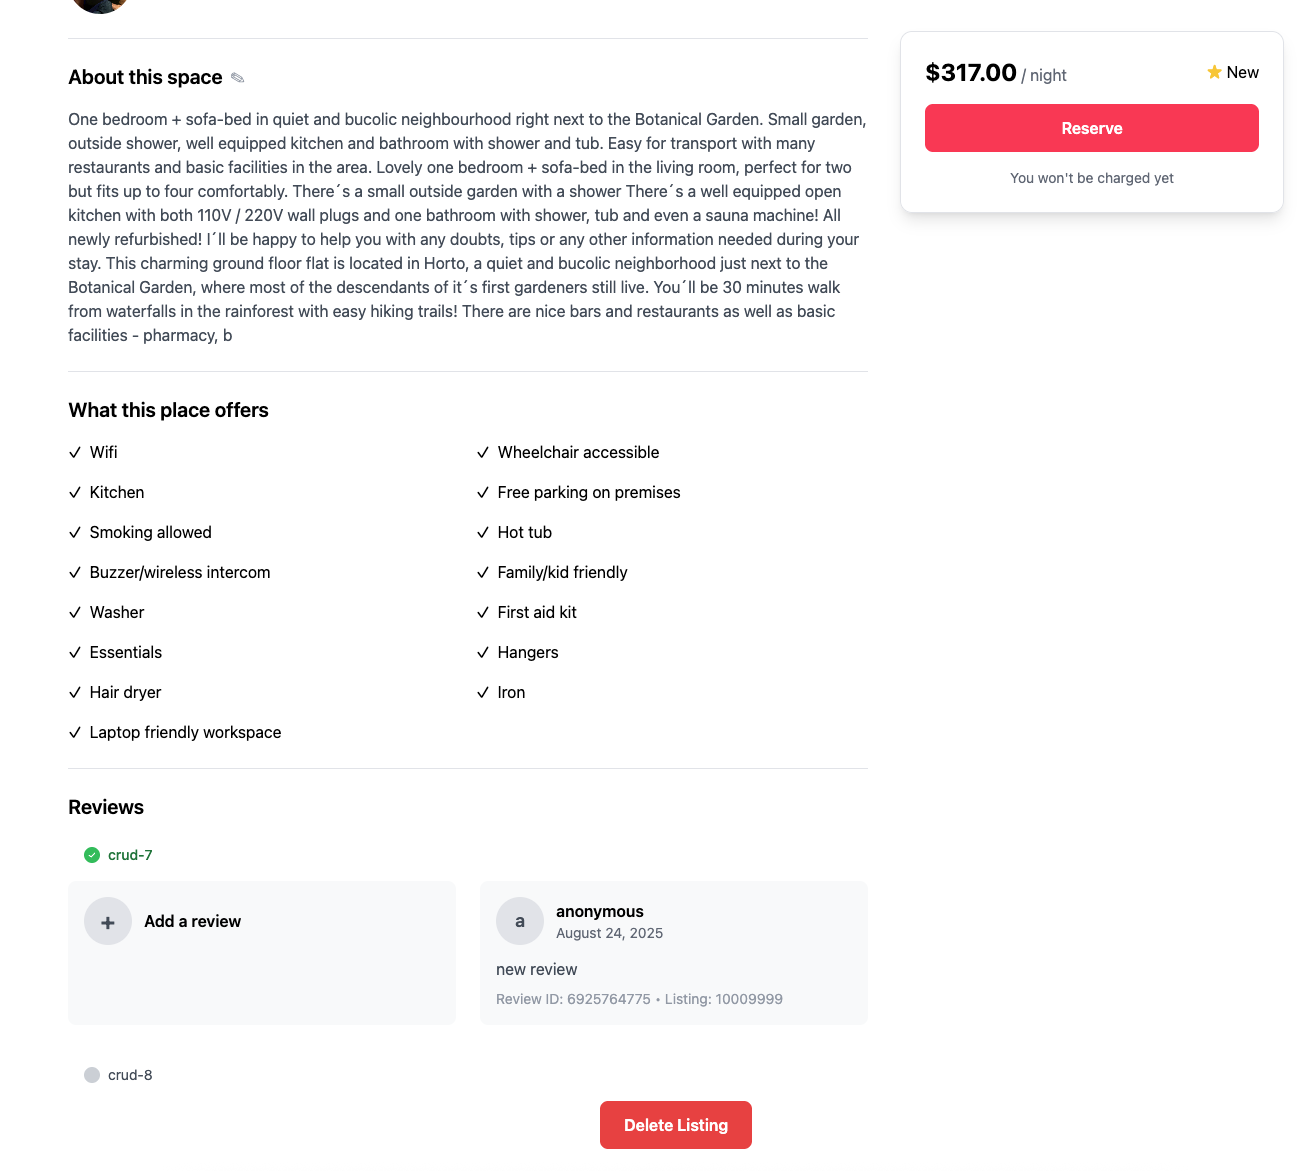 About this space ✎
One bedroom + sofa-bed in quiet and bucolic neighbourhood right next to the Botanical Garden. Small garden,
outside shower, well equipped kitchen and bathroom with shower and tub. Easy for transport with many
restaurants and basic facilities in the area. Lovely one bedroom + sofa-bed in the living room, perfect for two
but fits up to four comfortably. There´s a small outside garden with a shower There´s a well equipped open
kitchen with both 110V / 220V wall plugs and one bathroom with shower, tub and even a sauna machine! All
newly refurbished! I´ll be happy to help you with any doubts, tips or any other information needed during your
stay. This charming ground floor flat is located in Horto, a quiet and bucolic neighborhood just next to the
Botanical Garden, where most of the descendants of it´s first gardeners still live. You´ll be 30 minutes walk
from waterfalls in the rainforest with easy hiking trails! There are nice bars and restaurants as well as basic
facilities - pharmacy, b
$317.00 / night
⭐ New
Reserve
You won't be charged yet
What this place offers
✓ Wifi
✓ Wheelchair accessible
✓ Kitchen
✓ Free parking on premises
✓ Smoking allowed
✓ Hot tub
✓ Buzzer/wireless intercom
✓ Family/kid friendly
✓ Washer
✓ First aid kit
✓ Essentials
✓ Hangers
✓ Hair dryer
✓ Iron
✓ Laptop friendly workspace
Reviews
crud-7
+ Add a review
a
anonymous
August 24, 2025
new review
Review ID: 6925764775 • Listing: 10009999
crud-8
Delete Listing